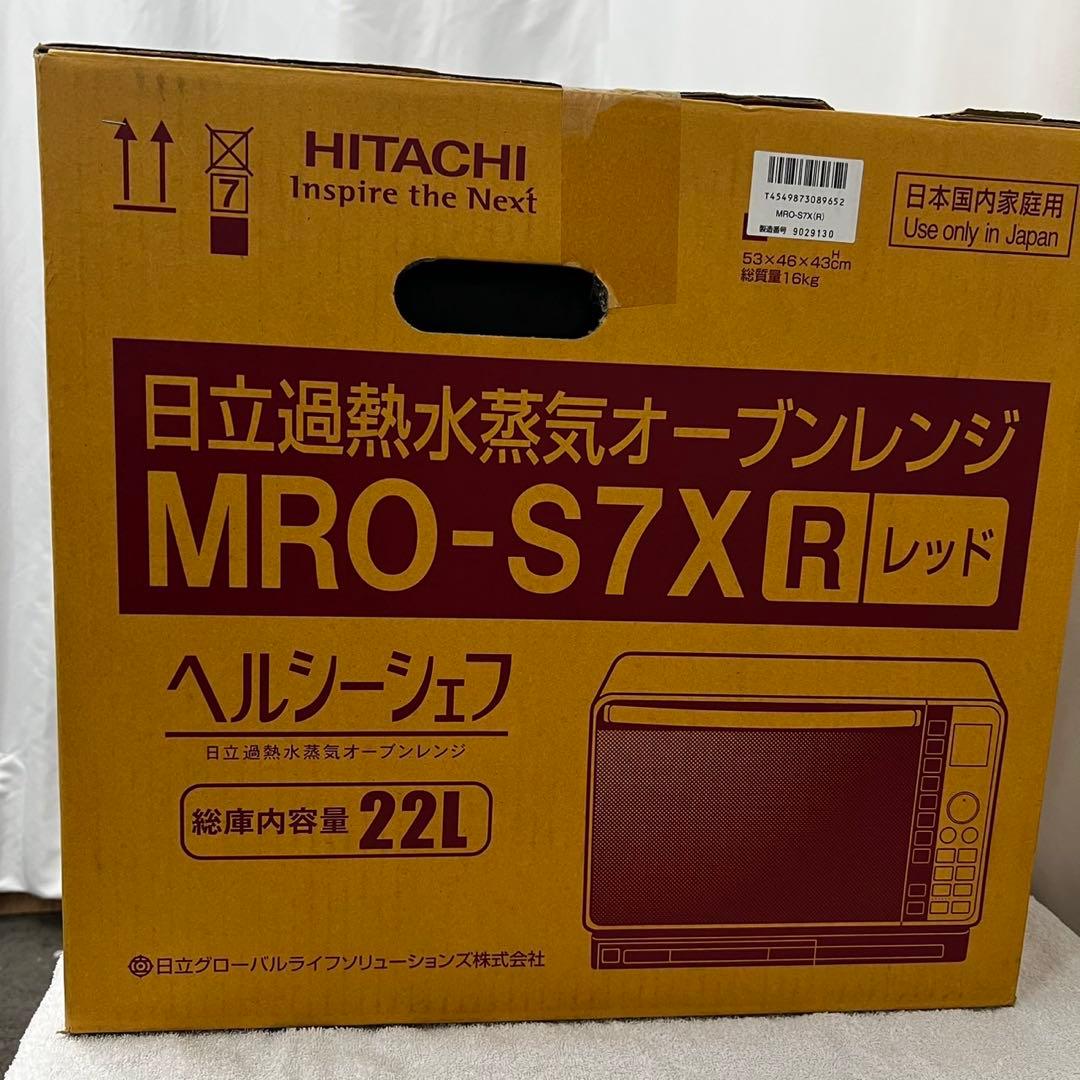 HITACHI
Inspire the Next
7
T4549873089652
MRO-S7X(R)
製造番号 9029130
53×46×43cm
H
総質量16kg
日本国内家庭用
Use only in Japan
日立過熱水蒸気オーブンレンジ
MRO-S7X R レッド
ヘルシーシェフ
日立過熱水蒸気オーブンレンジ
総庫内容量 22L
日立グローバルライフソリューションズ株式会社